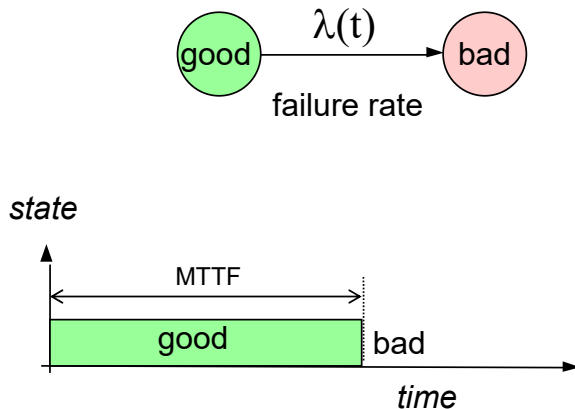 λ(t)
good bad
failure rate
state
MTTF
good bad
time